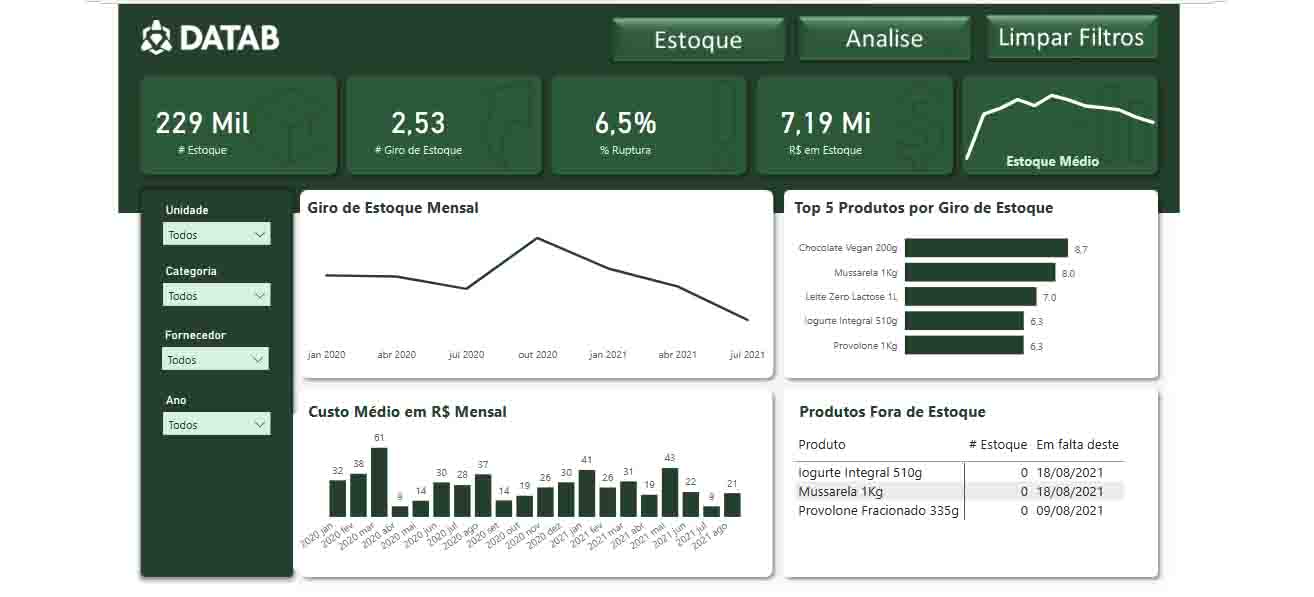 DATAB
Estoque
Analise
Limpar Filtros
229 Mil
# Estoque
2,53
# Giro de Estoque
6,5%
% Ruptura
7,19 Mi
R$ em Estoque
Estoque Médio
Unidade
Todos
Categoria
Todos
Fornecedor
Todos
Ano
Todos
Giro de Estoque Mensal
jan 2020 abr 2020 jul 2020 out 2020 jan 2021 abr 2021 jul 2021
Top 5 Produtos por Giro de Estoque
Chocolate Vegan 200g 8,7
Mussarela 1Kg 8,0
Leite Zero Lactose 1L 7,0
Iogurte Integral 510g 6,3
Provolone 1Kg 6,3
Custo Médio em R$ Mensal
32 38 61 9 14 30 28 37 14 19 26 30 41 26 31 19 43 22 9 21
2020 jan 2020 fev 2020 mar 2020 abr 2020 mai 2020 jun 2020 jul 2020 ago 2020 set 2020 out 2020 nov 2020 dez 2021 jan 2021 fev 2021 mar 2021 abr 2021 mai 2021 jun 2021 jul 2021 ago
Produtos Fora de Estoque
Produto # Estoque Em falta deste
Iogurte Integral 510g 0 18/08/2021
Mussarela 1Kg 0 18/08/2021
Provolone Fracionado 335g 0 09/08/2021